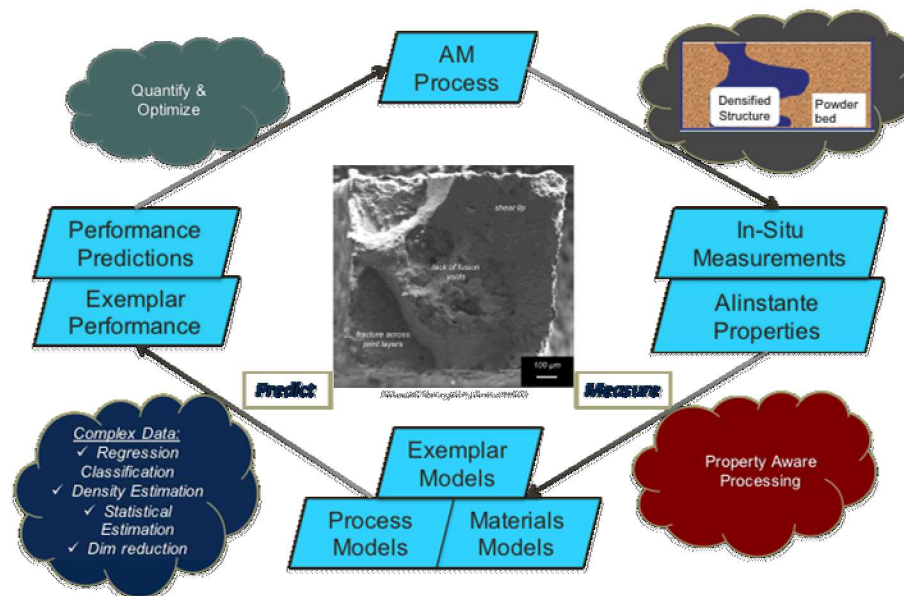 Quantify &
Optimize
AM
Process
Densified
Structure
Powder
bed
Performance
Predictions
Exemplar
Performance
shear lip
lack of fusion
voids
fracture across
print layers
100 μm
In-Situ
Measurements
Alinstante
Properties
Predict
Measure
Complex Data:
✓ Regression
Classification
✓ Density Estimation
✓ Statistical
Estimation
✓ Dim reduction
Exemplar
Models
Process
Models
Materials
Models
Property Aware
Processing